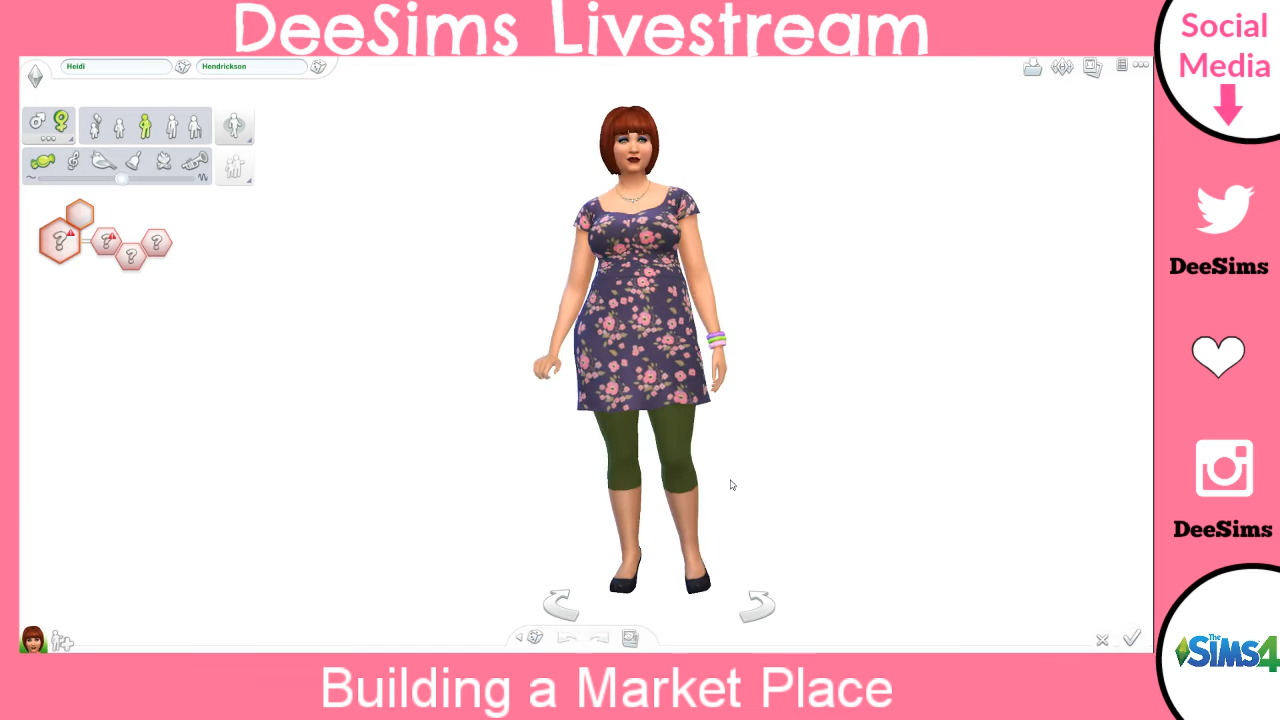 DeeSims Livestream
Social
Media
Heidi
Hendrickson
DeeSims
DeeSims
The
SIMS4
Building a Market Place